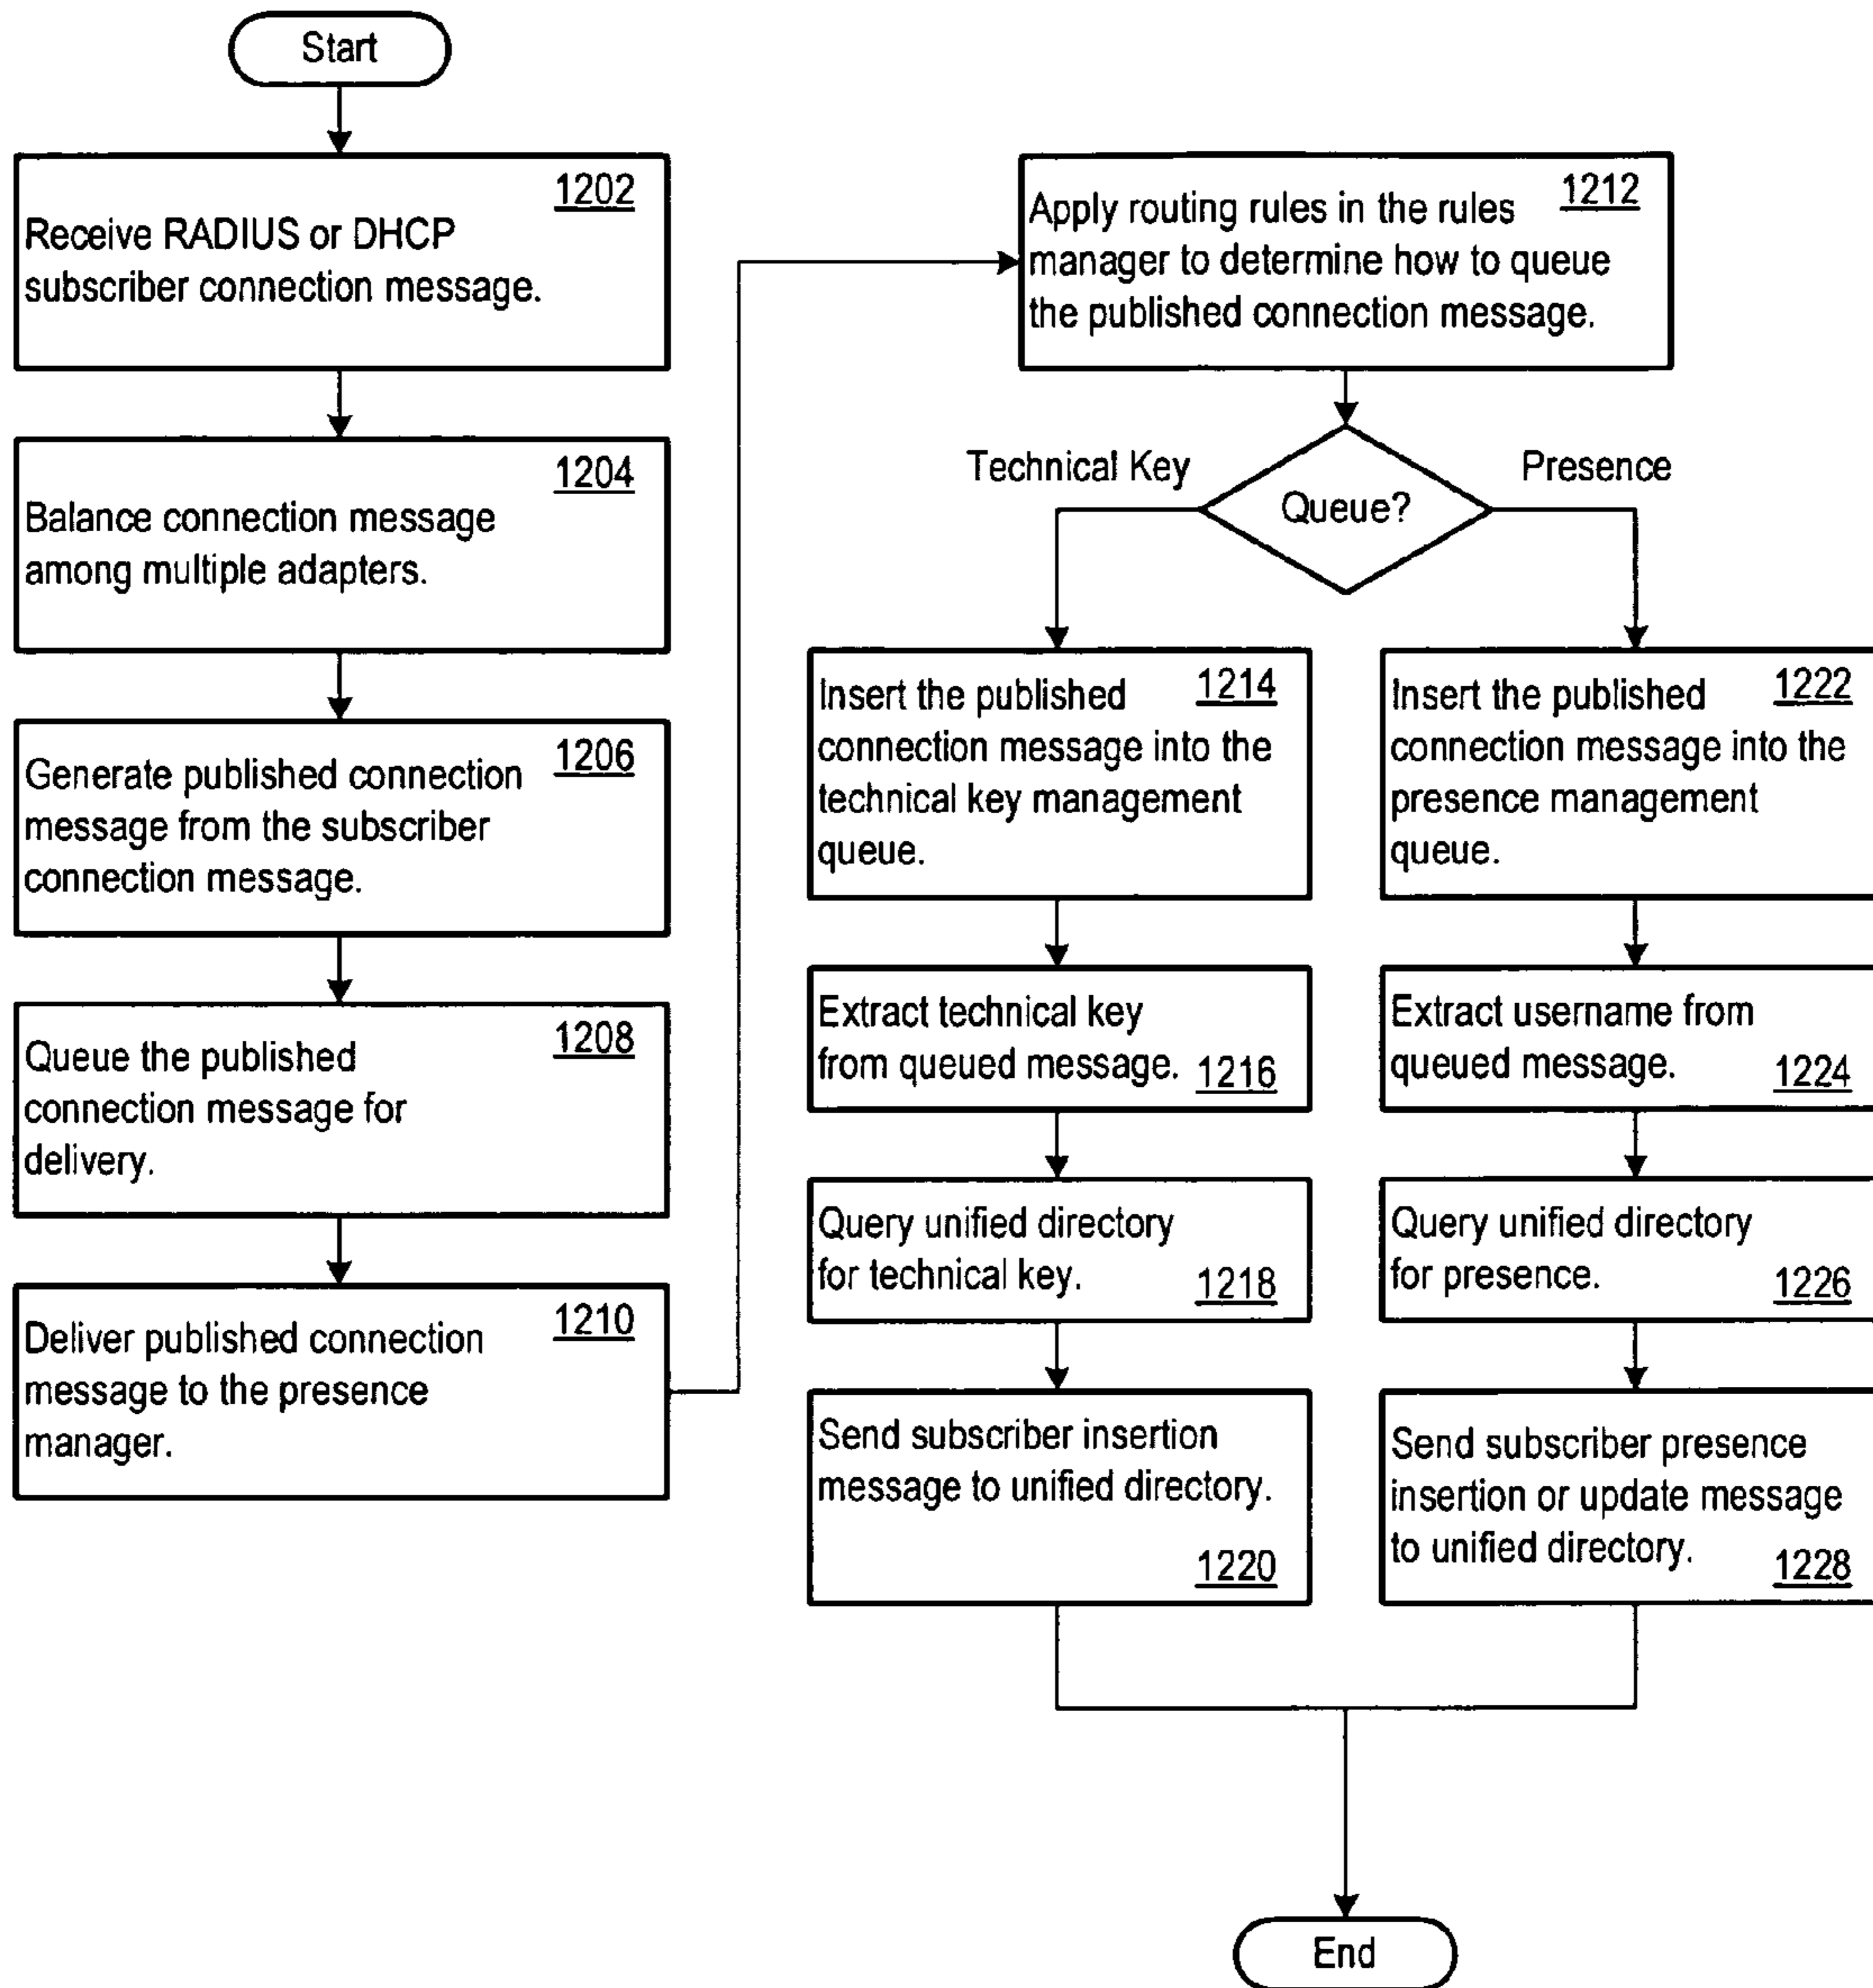 Start
1202
Receive RADIUS or DHCP
subscriber connection message.
1204
Balance connection message
among multiple adapters.
1206
Generate published connection
message from the subscriber
connection message.
1208
Queue the published
connection message for
delivery.
1210
Deliver published connection
message to the presence
manager.
1212
Apply routing rules in the rules
manager to determine how to queue
the published connection message.
Technical Key
Presence
Queue?
1214
Insert the published
connection message into the
technical key management
queue.
Extract technical key
from queued message.
1216
Query unified directory
for technical key.
1218
Send subscriber insertion
message to unified directory.
1220
1222
Insert the published
connection message into the
presence management
queue.
Extract username from
queued message.
1224
Query unified directory
for presence.
1226
Send subscriber presence
insertion or update message
to unified directory.
1228
End